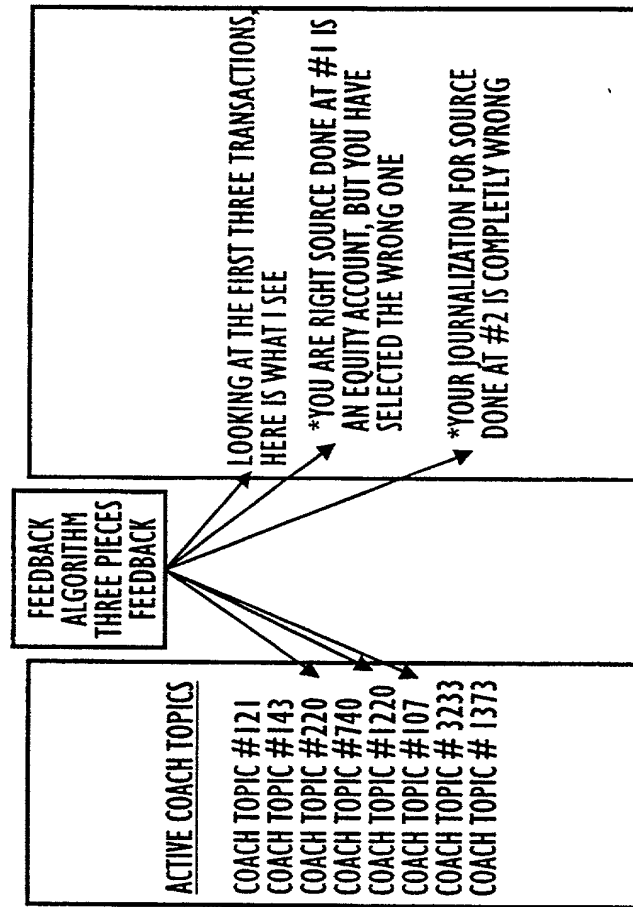 ACTIVE COACH TOPICS
COACH TOPIC #121
COACH TOPIC #143
COACH TOPIC #220
COACH TOPIC #740
COACH TOPIC #1220
COACH TOPIC #107
COACH TOPIC # 3233
COACH TOPIC # 1373
FEEDBACK
ALGORITHM
THREE PIECES
FEEDBACK
LOOKING AT THE FIRST THREE TRANSACTIONS,
HERE IS WHAT I SEE
*YOU ARE RIGHT SOURCE DONE AT #1 IS
AN EQUITY ACCOUNT, BUT YOU HAVE
SELECTED THE WRONG ONE
*YOUR JOURNALIZATION FOR SOURCE
DONE AT #2 IS COMPLETLY WRONG